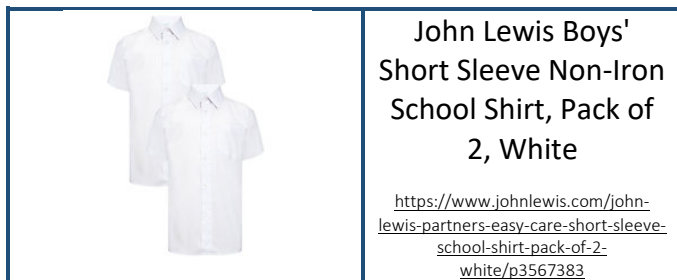 John Lewis Boys'
Short Sleeve Non-Iron
School Shirt, Pack of
2, White
https://www.johnlewis.com/john-
lewis-partners-easy-care-short-sleeve-
school-shirt-pack-of-2-
white/p3567383